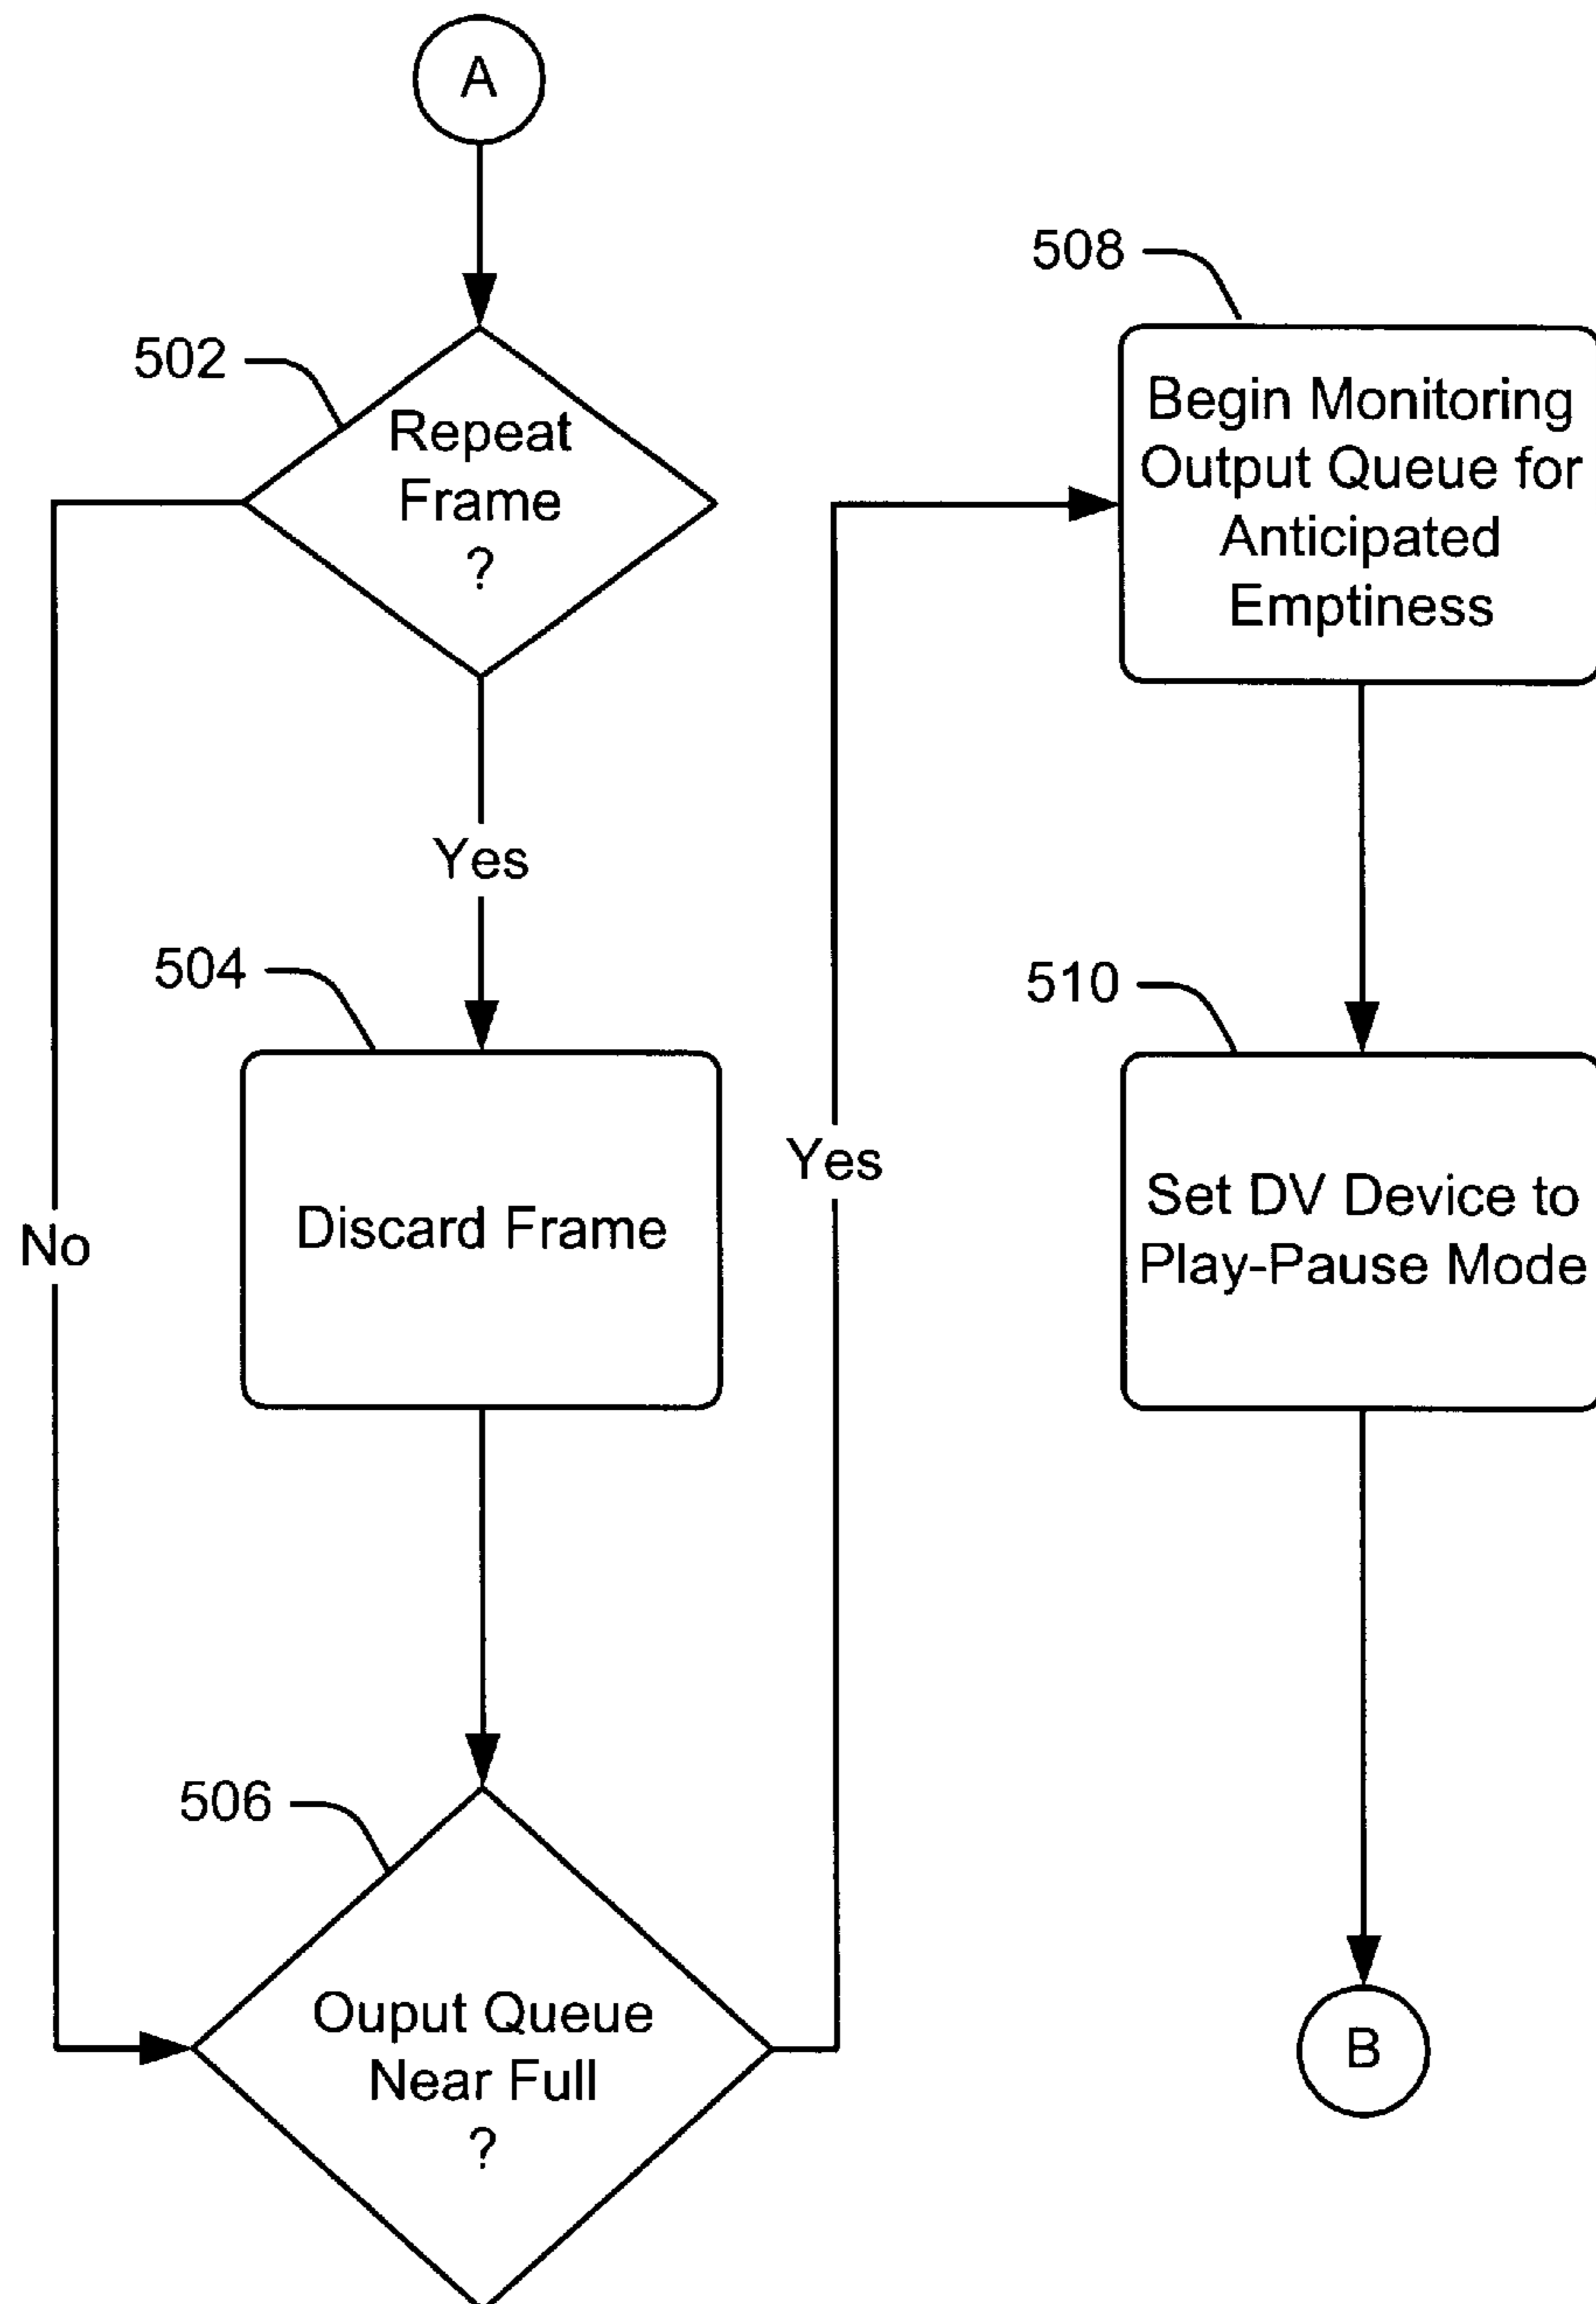 A
502
Repeat
Frame
?
Yes
504
Discard Frame
No
506
Ouput Queue
Near Full
?
Yes
508
Begin Monitoring
Output Queue for
Anticipated
Emptiness
510
Set DV Device to
Play-Pause Mode
B